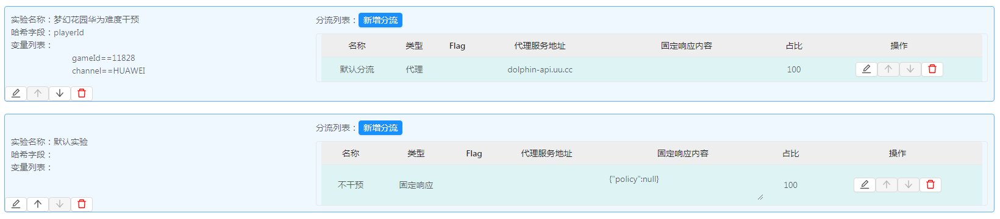 实验名称：梦幻花园华为难度干预
哈希字段：playerId
变量列表：
gameId==11828
channel==HUAWEI
分流列表： 新增分流
名称 类型 Flag 代理服务地址 固定响应内容 占比 操作
默认分流 代理 dolphin-api.uu.cc 100
实验名称：默认实验
哈希字段：
变量列表：
分流列表： 新增分流
名称 类型 Flag 代理服务地址 固定响应内容 占比 操作
不干预 固定响应 {"policy":null} 100